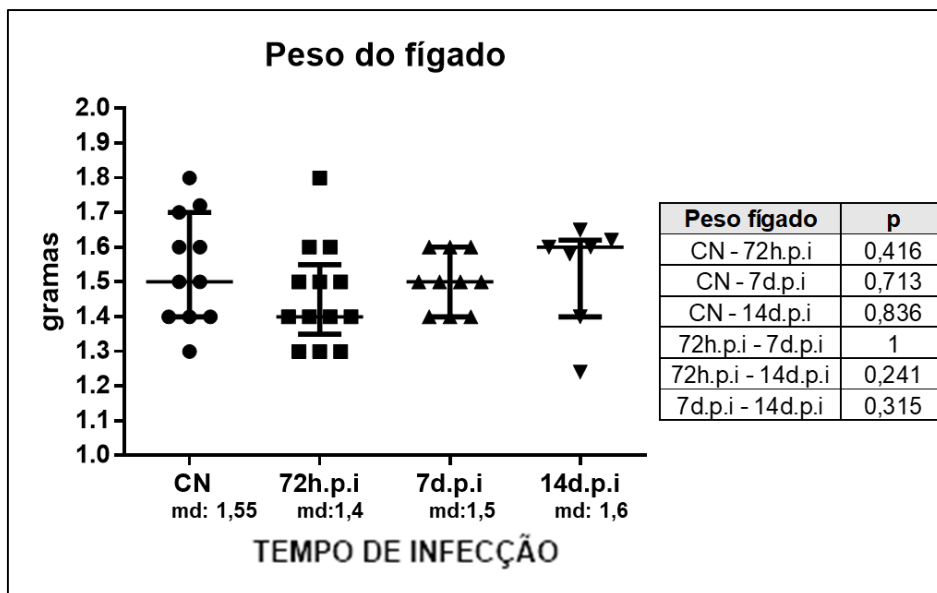 Peso do fígado
gramas
2.0
1.9
1.8
1.7
1.6
1.5
1.4
1.3
1.2
1.1
1.0
CN 72h.p.i 7d.p.i 14d.p.i
md: 1,55 md:1,4 md:1,5 md: 1,6
TEMPO DE INFECÇÃO
Peso fígado p
CN - 72h.p.i 0,416
CN - 7d.p.i 0,713
CN - 14d.p.i 0,836
72h.p.i - 7d.p.i 1
72h.p.i - 14d.p.i 0,241
7d.p.i - 14d.p.i 0,315